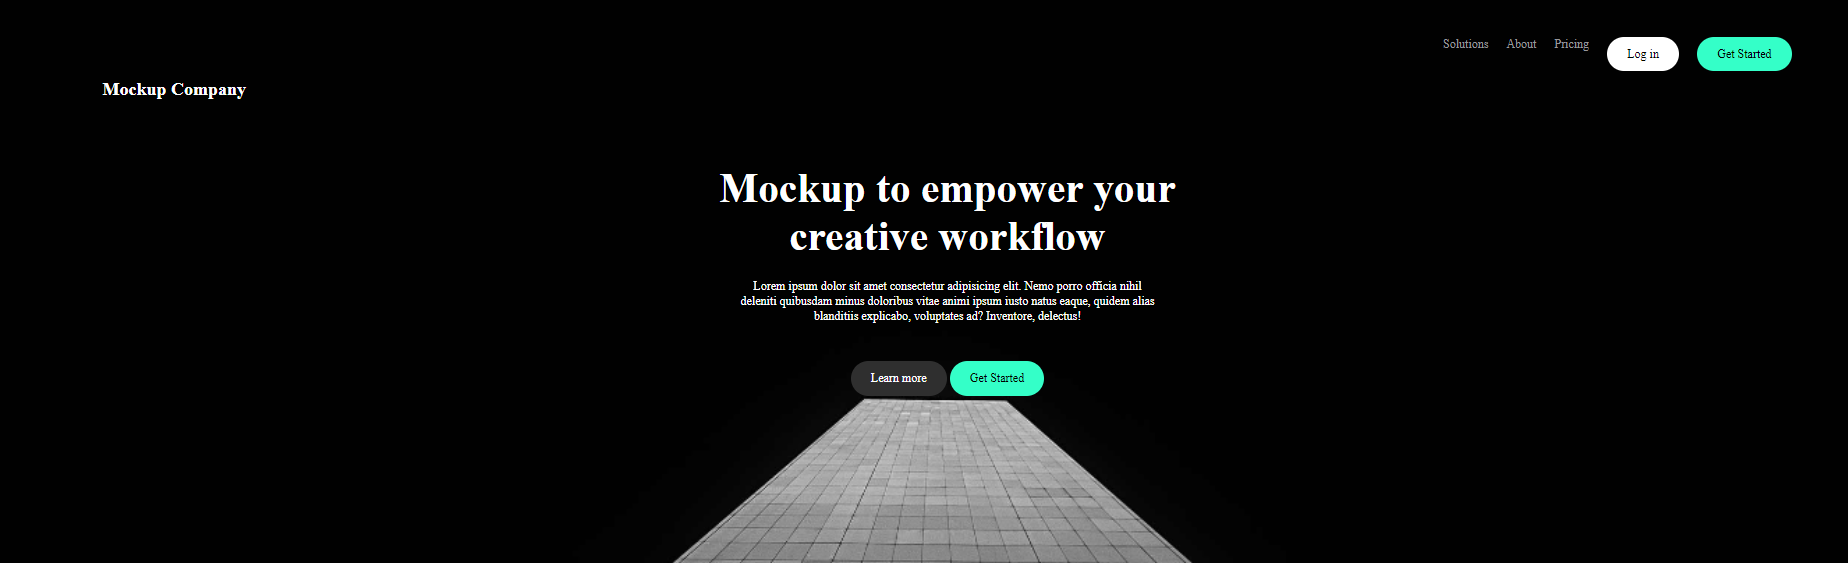 Solutions About Pricing Log in Get Started
Mockup Company
Mockup to empower your
creative workflow
Lorem ipsum dolor sit amet consectetur adipisicing elit. Nemo porro officia nihil
deleniti quibusdam minus doloribus vitae animi ipsum iusto natus eaque, quidem alias
blanditiis explicabo, voluptates ad? Inventore, delectus!
Learn more Get Started